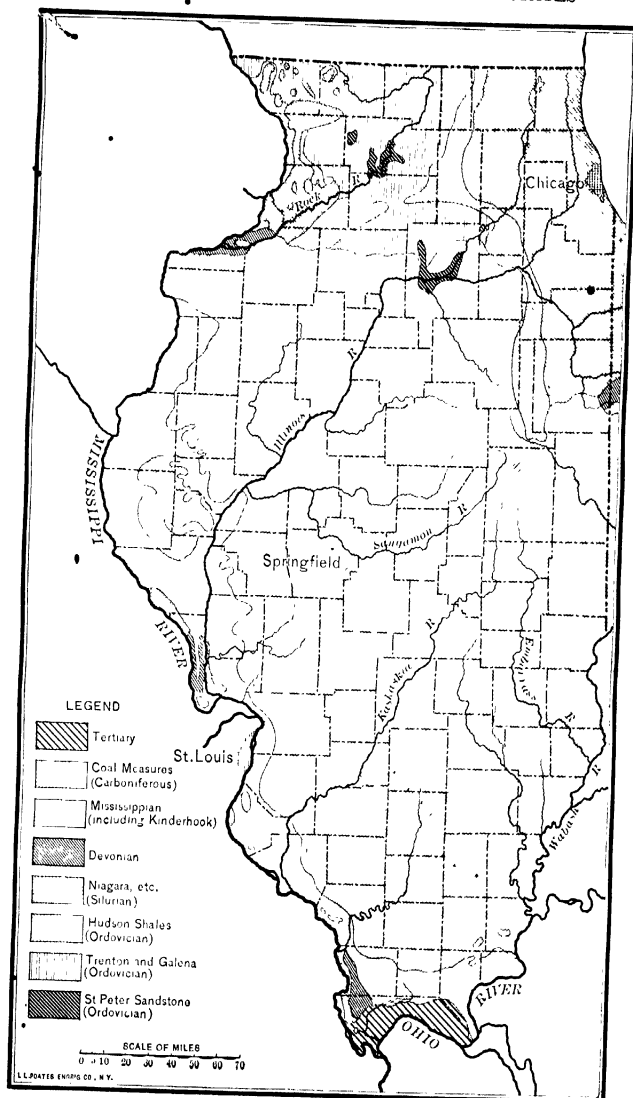 Chicago
Rock R
Illinois R
MISSISSIPPI RIVER
Sangamon R
Springfield
Kaskaskia R
Embarras R
Wabash R
St. Louis
OHIO RIVER
LEGEND
Tertiary
Coal Measures
(Carboniferous)
Mississippian
(including Kinderhook)
Devonian
Niagara, etc.
(Silurian)
Hudson Shales
(Ordovician)
Trenton and Galena
(Ordovician)
St Peter Sandstone
(Ordovician)
SCALE OF MILES
0 5 10 20 30 40 50 60 70
L.L.POATES ENGR'G CO., N.Y.